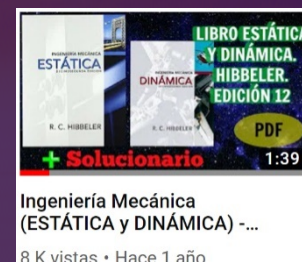 LIBRO ESTÁTICA
Y DINÁMICA.
HIBBELER.
EDICIÓN 12
INGENIERÍA MECÁNICA
ESTÁTICA
INGENIERÍA MECÁNICA
DINÁMICA
R. C. HIBBELER
R. C. HIBBELER
PDF
+ Solucionario
1:39
Ingeniería Mecánica
(ESTÁTICA y DINÁMICA) -...
8 K vistas • Hace 1 año